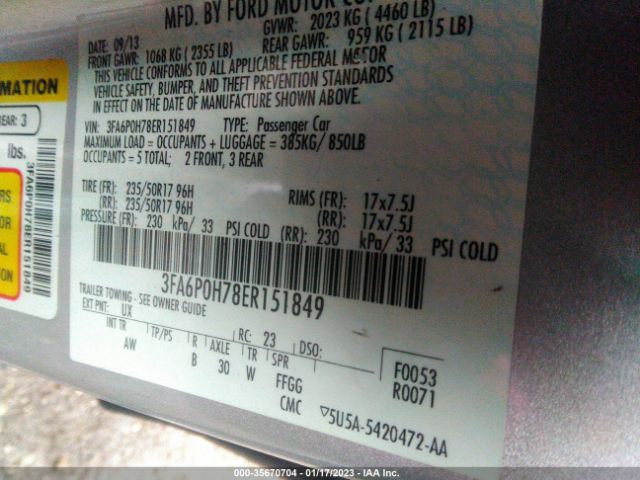 MFD. BY FORD MOTOR CO
DATE: 09/13 GVWR: 2023 KG ( 4460 LB)
FRONT GAWR: 1068 KG ( 2355 LB) REAR GAWR: 959 KG ( 2115 LB)
THIS VEHICLE CONFORMS TO ALL APPLICABLE FEDERAL MOTOR
VEHICLE SAFETY, BUMPER, AND THEFT PREVENTION STANDARDS
IN EFFECT ON THE DATE OF MANUFACTURE SHOWN ABOVE.
VIN: 3FA6P0H78ER151849 TYPE: Passenger Car
MAXIMUM LOAD = OCCUPANTS + LUGGAGE = 385KG/ 850LB
OCCUPANTS = 5 TOTAL; 2 FRONT, 3 REAR
TIRE (FR): 235/50R17 96H RIMS (FR): 17x7.5J
(RR): 235/50R17 96H (RR): 17x7.5J
PRESSURE (FR): 230 kPa/ 33 PSI COLD (RR): 230 kPa/ 33 PSI COLD
3FA6P0H78ER151849
TRAILER TOWING - SEE OWNER GUIDE
EXT PNT: UX RC: 23 DSO:
INT TR TP/PS R AXLE TR SPR F0053
AW B 30 W FFGG R0071
CMC ▽5U5A-5420472-AA
MATION
REAR: 3
lbs.
3FA6P0H78ER151849
RS
OR
AL
000-35670704 - 01/17/2023 - IAA Inc.